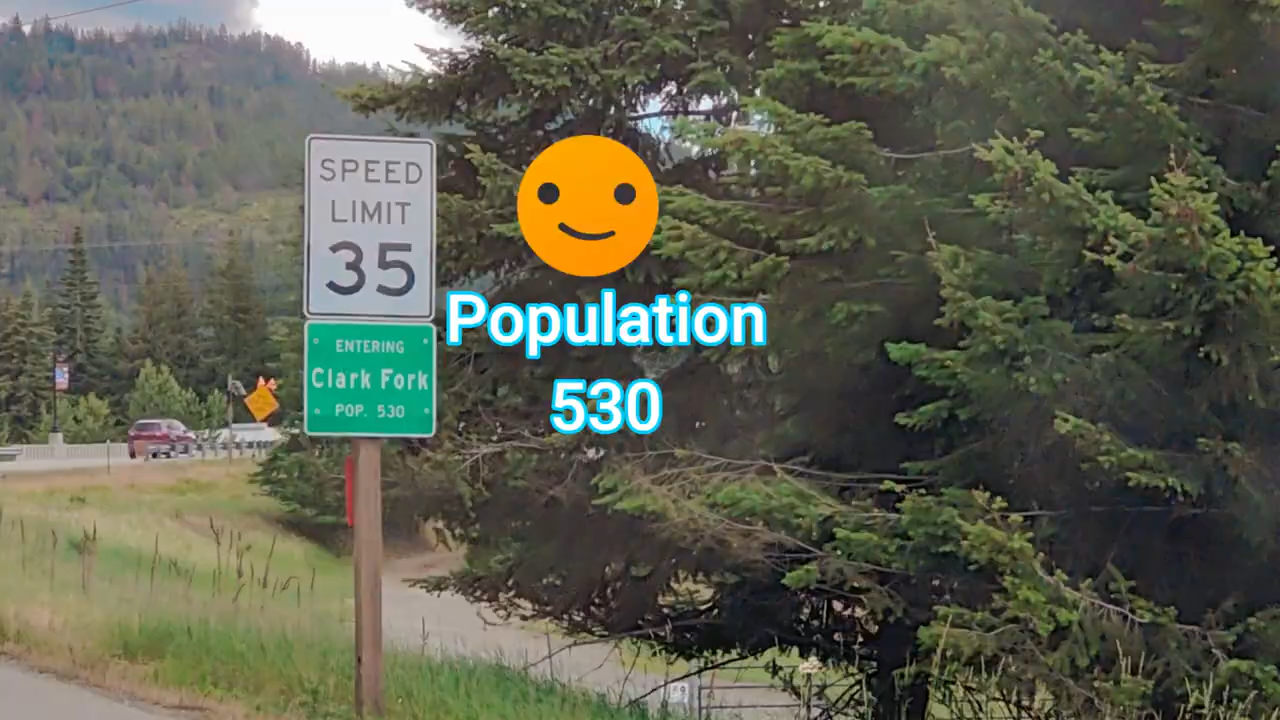 SPEED
LIMIT
35
ENTERING
Clark Fork
POP. 530
Population
530